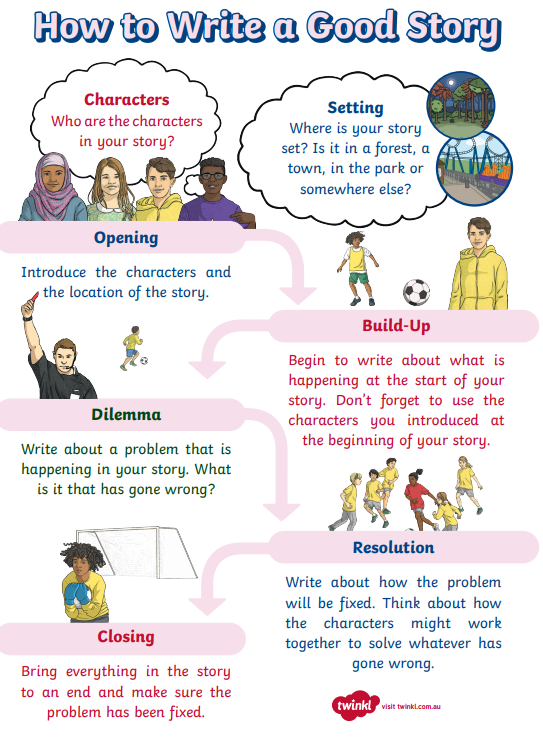 How to Write a Good Story
Characters
Who are the characters
in your story?
Setting
Where is your story
set? Is it in a forest, a
town, in the park or
somewhere else?
Opening
Introduce the characters and
the location of the story.
Build-Up
Begin to write about what is
happening at the start of your
story. Don't forget to use the
characters you introduced at
the beginning of your story.
Dilemma
Write about a problem that is
happening in your story. What
is it that has gone wrong?
Resolution
Write about how the problem
will be fixed. Think about how
the characters might work
together to solve whatever has
gone wrong.
Closing
Bring everything in the story
to an end and make sure the
problem has been fixed.
twinkl visit twinkl.com.au